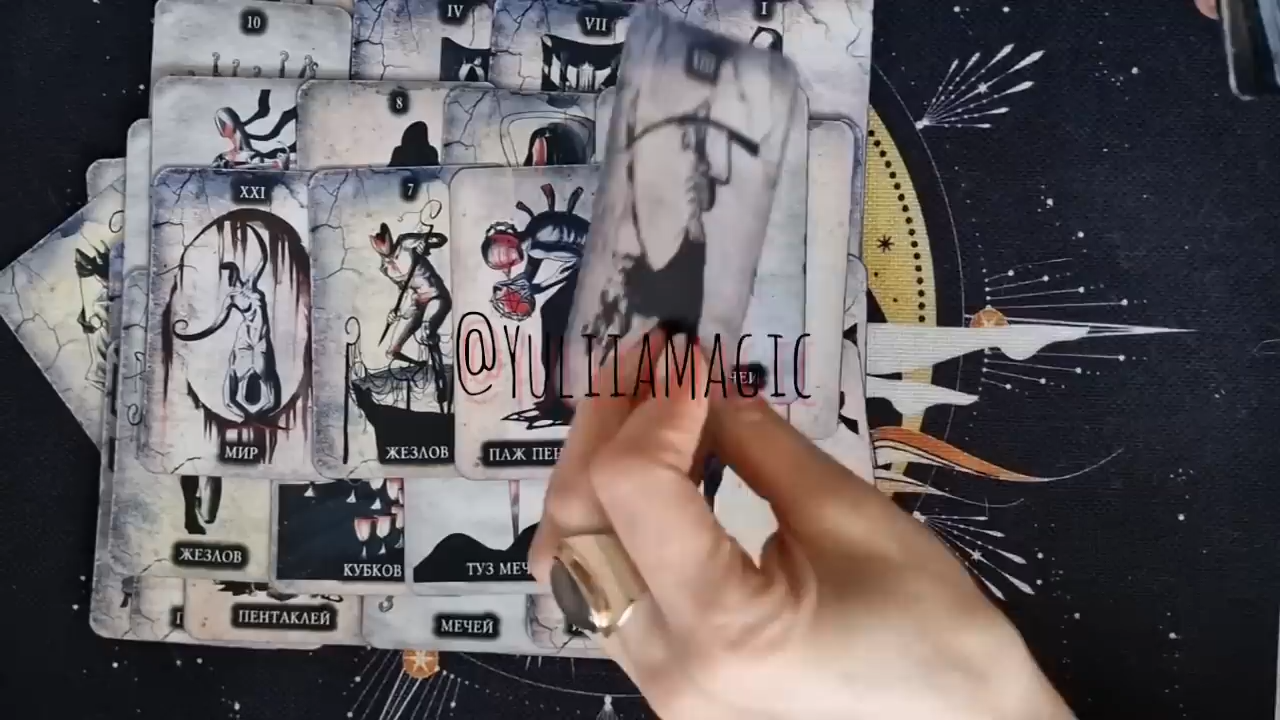 10
IV
VII
I
8
XXI
7
@YULIIAMAGIC
МИР
ЖЕЗЛОВ
ПАЖ ПЕН
ЖЕЗЛОВ
КУБКОВ
ТУЗ МЕЧ
ПЕНТАКЛЕЙ
МЕЧЕЙ